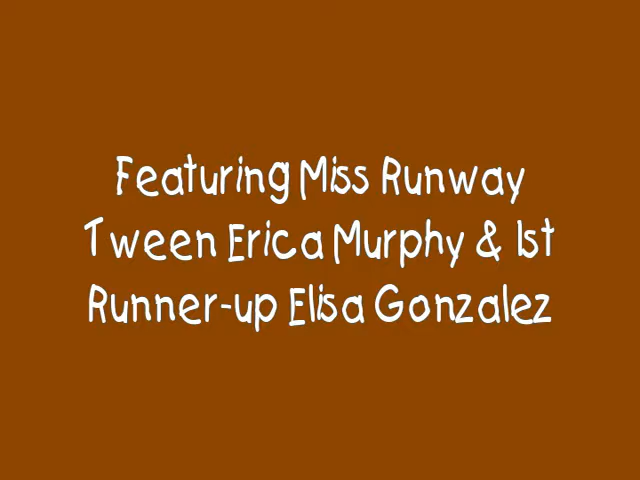 Featuring Miss Runway
Tween Erica Murphy & 1st
Runner-up Elisa Gonzalez